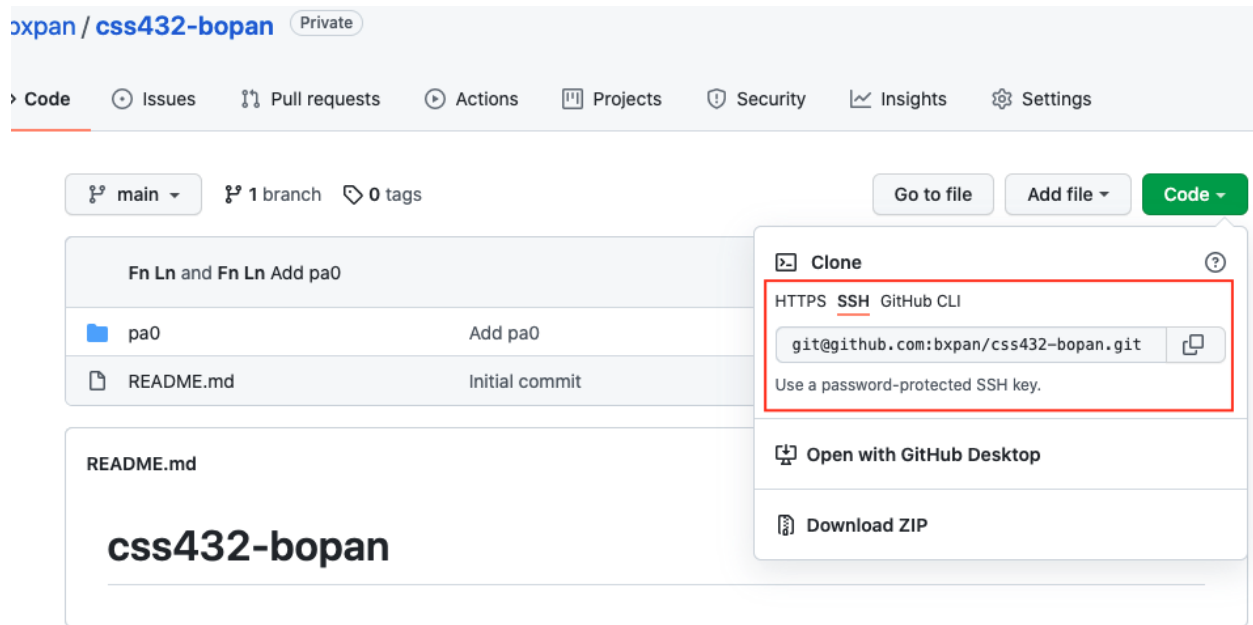 bxpan / css432-bopan Private
Code Issues Pull requests Actions Projects Security Insights Settings
main 1 branch 0 tags Go to file Add file Code
Fn Ln and Fn Ln Add pa0
pa0 Add pa0
README.md Initial commit
Clone
HTTPS SSH GitHub CLI
git@github.com:bxpan/css432-bopan.git
Use a password-protected SSH key.
Open with GitHub Desktop
Download ZIP
README.md
css432-bopan